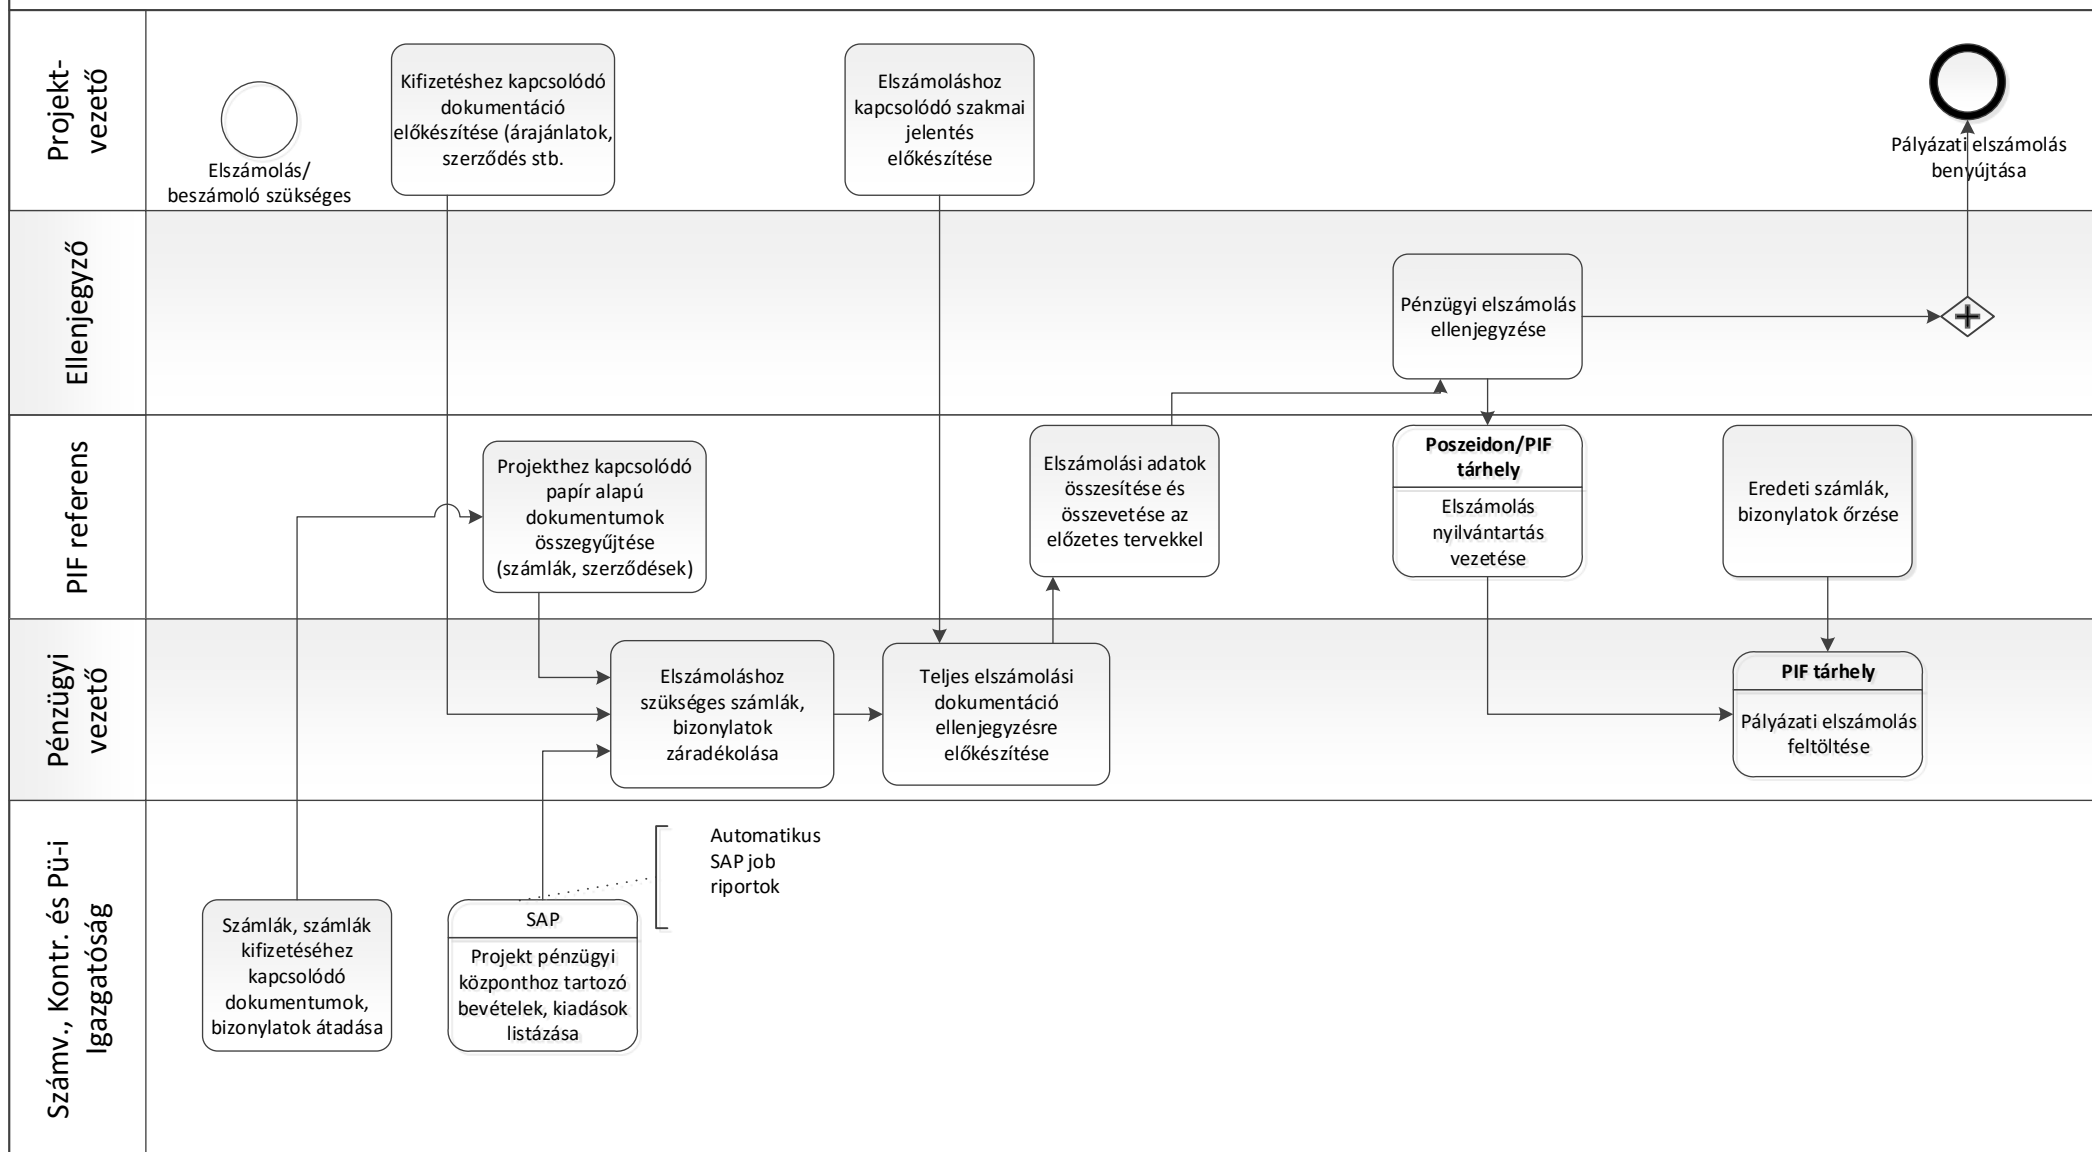 Projekt-
vezető
Elszámolás/
beszámoló szükséges
Kifizetéshez kapcsolódó
dokumentáció
előkészítése (árajánlatok,
szerződés stb.
Elszámoláshoz
kapcsolódó szakmai
jelentés
előkészítése
Pályázati elszámolás
benyújtása
Ellenjegyző
Pénzügyi elszámolás
ellenjegyzése
PIF referens
Projekthez kapcsolódó
papír alapú
dokumentumok
összegyűjtése
(számlák, szerződések)
Elszámolási adatok
összesítése és
összevetése az
előzetes tervekkel
Poszeidon/PIF
tárhely
Elszámolás
nyilvántartás
vezetése
Eredeti számlák,
bizonylatok őrzése
Pénzügyi
vezető
Elszámoláshoz
szükséges számlák,
bizonylatok
záradékolása
Teljes elszámolási
dokumentáció
ellenjegyzésre
előkészítése
PIF tárhely
Pályázati elszámolás
feltöltése
Számv., Kontr. és Pü-i
Igazgatóság
Számlák, számlák
kifizetéséhez
kapcsolódó
dokumentumok,
bizonylatok átadása
SAP
Projekt pénzügyi
központhoz tartozó
bevételek, kiadások
listázása
Automatikus
SAP job
riportok